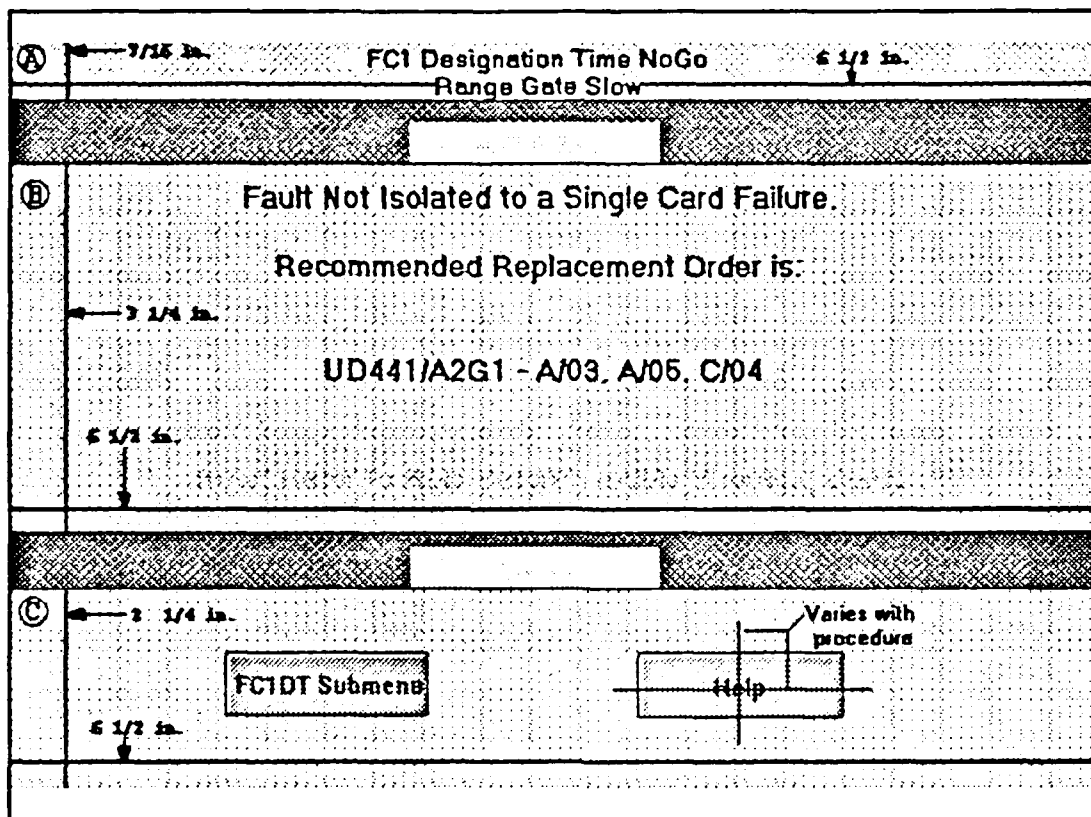 A
7/16 in.
FC1 Designation Time NoGo
6 1/2 in.
Range Gate Slow
B
Fault Not Isolated to a Single Card Failure.
Recommended Replacement Order is:
3 1/4 in.
UD441/A2G1 - A/03, A/05, C/04
6 1/2 in.
C
2 1/4 in.
Varies with
procedure
FC1DT Submenu
Help
6 1/2 in.